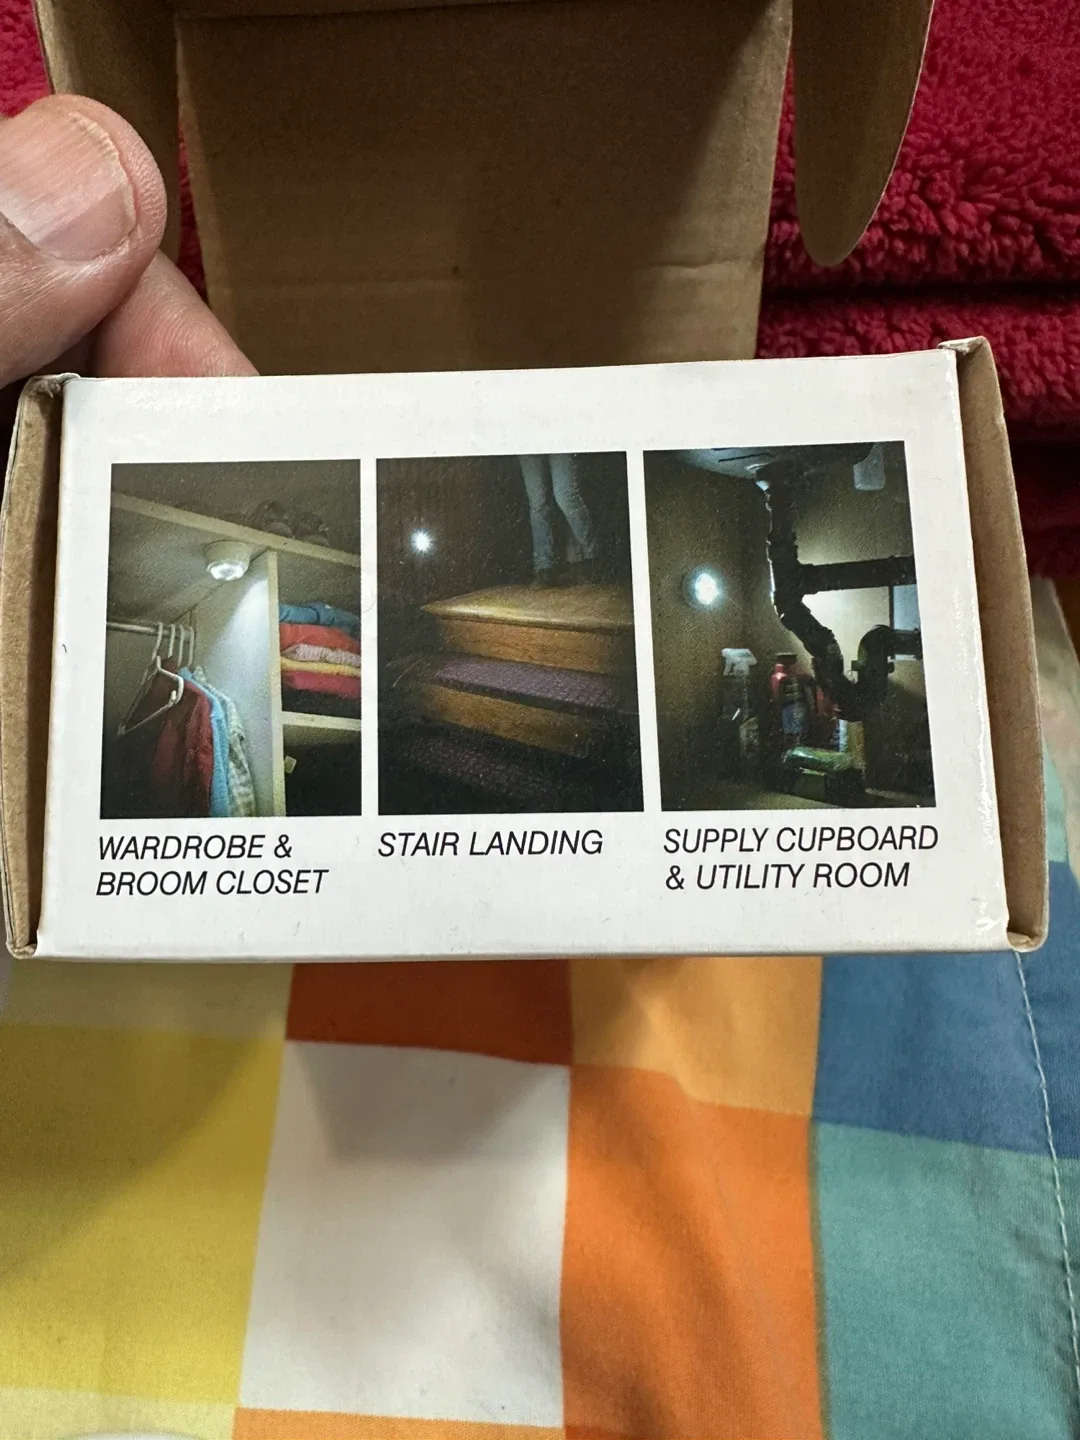 WARDROBE &
BROOM CLOSET
STAIR LANDING
SUPPLY CUPBOARD
& UTILITY ROOM